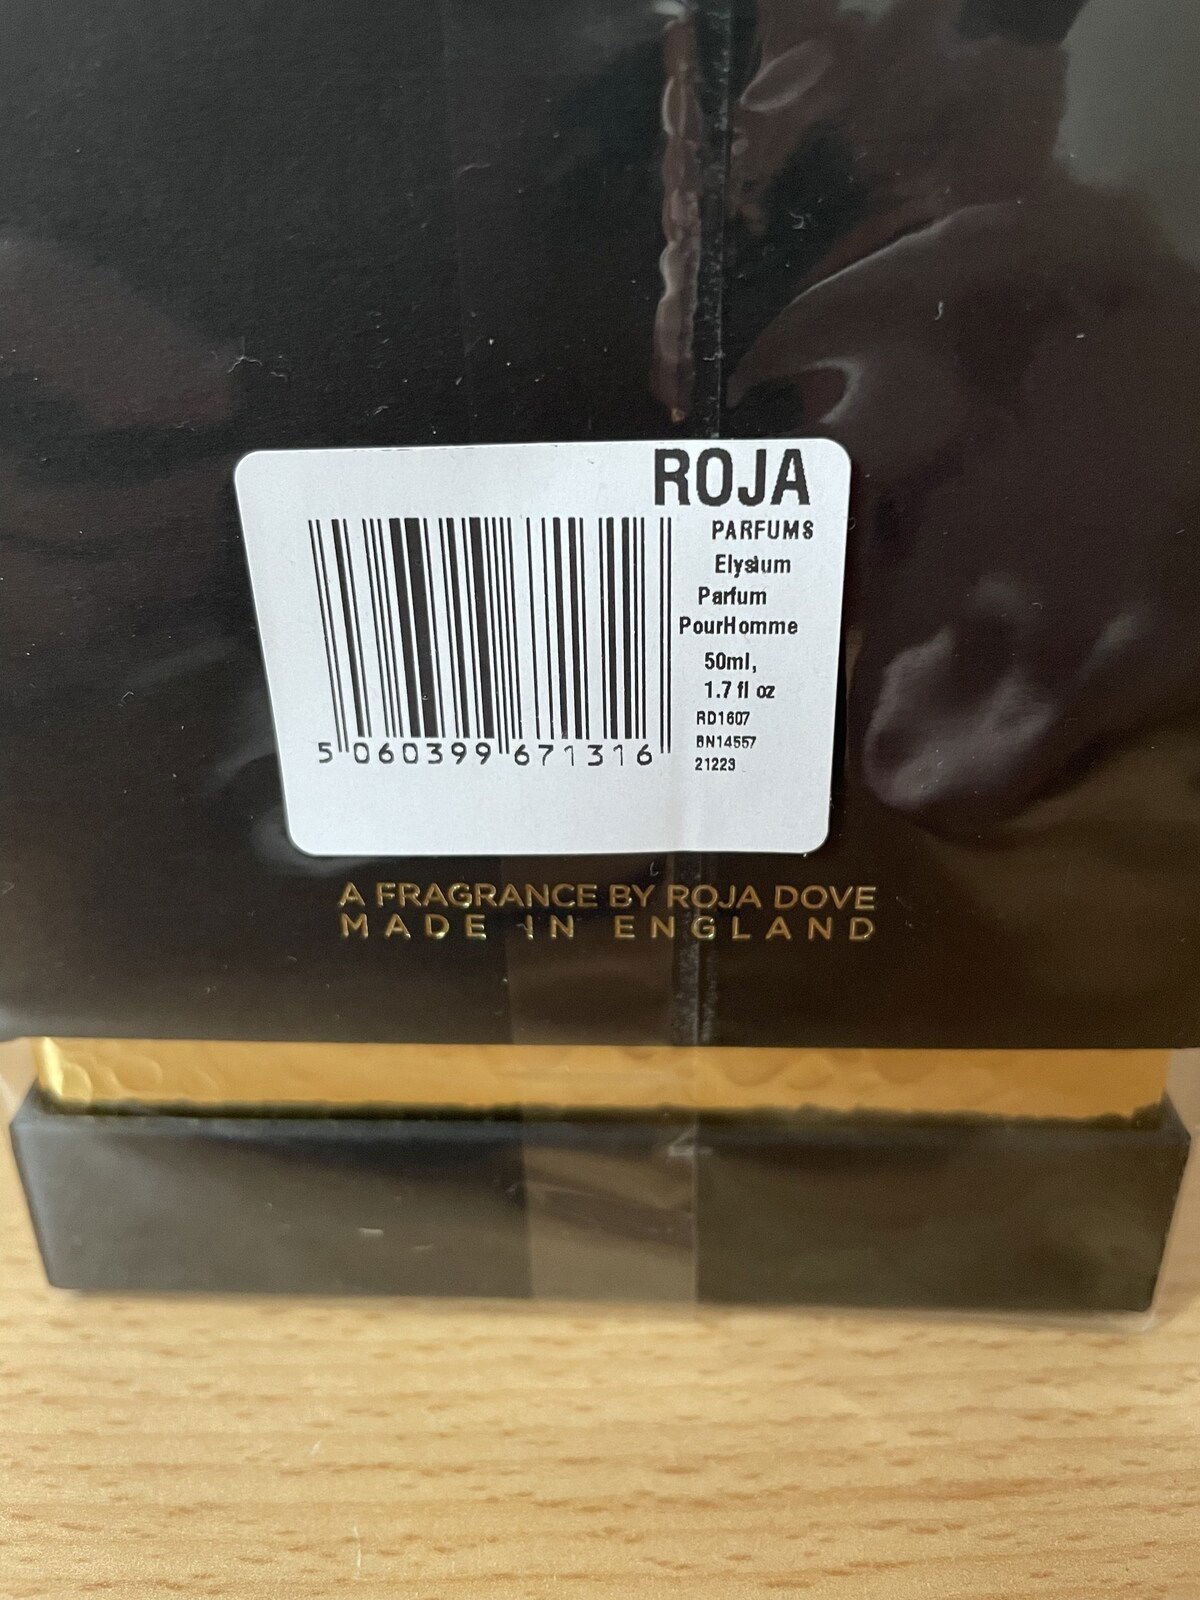 ROJA
PARFUMS
Elysium
Parfum
PourHomme
50ml,
1.7 fl oz
RD1607
BN14557
21223
5 060399 671316
A FRAGRANCE BY ROJA DOVE
MADE IN ENGLAND